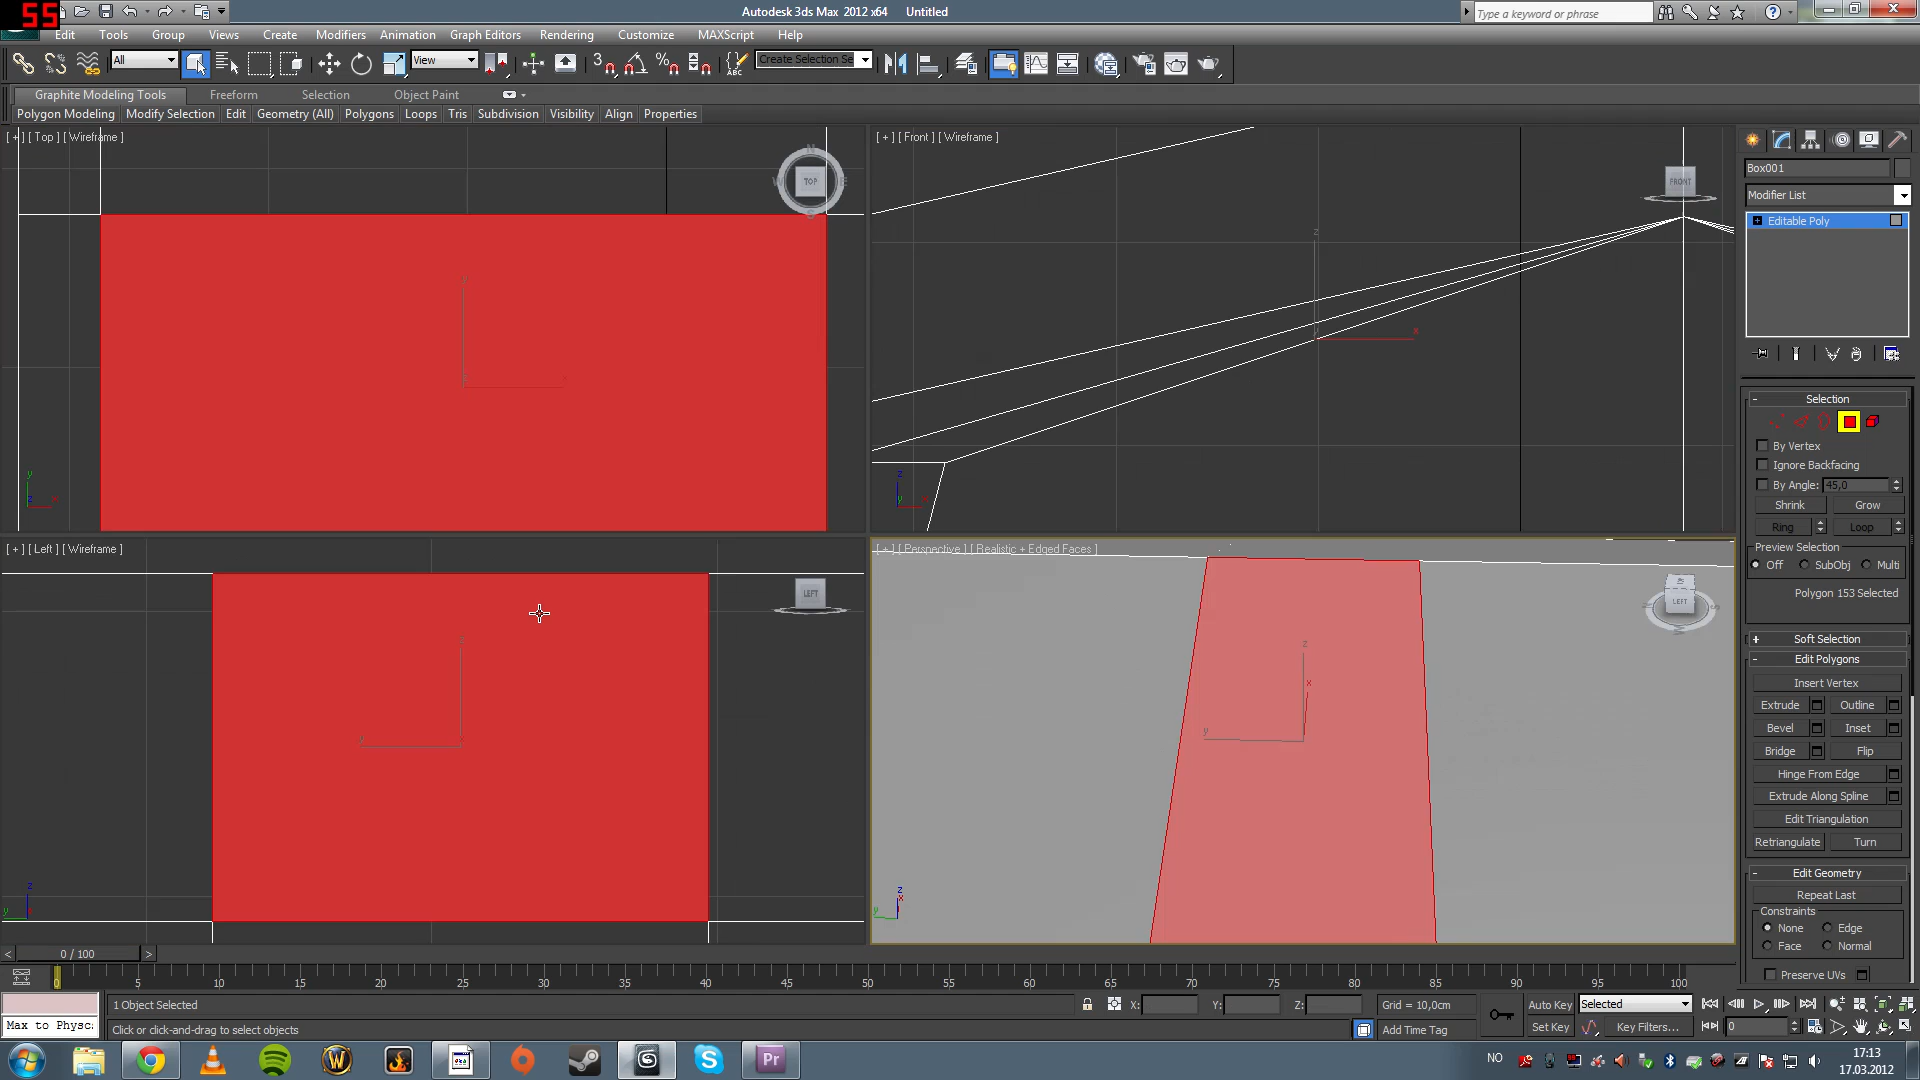 55
Autodesk 3ds Max 2012 x64 Untitled
Type a keyword or phrase
Edit Tools Group Views Create Modifiers Animation Graph Editors Rendering Customize MAXScript Help
All View Create Selection Se
Graphite Modeling Tools Freeform Selection Object Paint
Polygon Modeling Modify Selection Edit Geometry (All) Polygons Loops Tris Subdivision Visibility Align Properties
[ + ] [ Top ] [ Wireframe ]
TOP
[ + ] [ Front ] [ Wireframe ]
FRONT
[ + ] [ Left ] [ Wireframe ]
LEFT
[ + ] [ Perspective ] [ Realistic + Edged Faces ]
LEFT
Box001
Modifier List
Editable Poly
Selection
By Vertex
Ignore Backfacing
By Angle: 45,0
Shrink Grow
Ring Loop
Preview Selection
Off SubObj Multi
Polygon 153 Selected
Soft Selection
Edit Polygons
Insert Vertex
Extrude Outline
Bevel Inset
Bridge Flip
Hinge From Edge
Extrude Along Spline
Edit Triangulation
Retriangulate Turn
Edit Geometry
Repeat Last
Constraints
None Edge
Face Normal
Preserve UVs
0 / 100
0 5 10 15 20 25 30 35 40 45 50 55 60 65 70 75 80 85 90 95 100
1 Object Selected X: Y: Z: Grid = 10,0cm Auto Key Selected
Max to Physc: Click or click-and-drag to select objects Add Time Tag Set Key Key Filters... 0
NO 17:13
17.03.2012